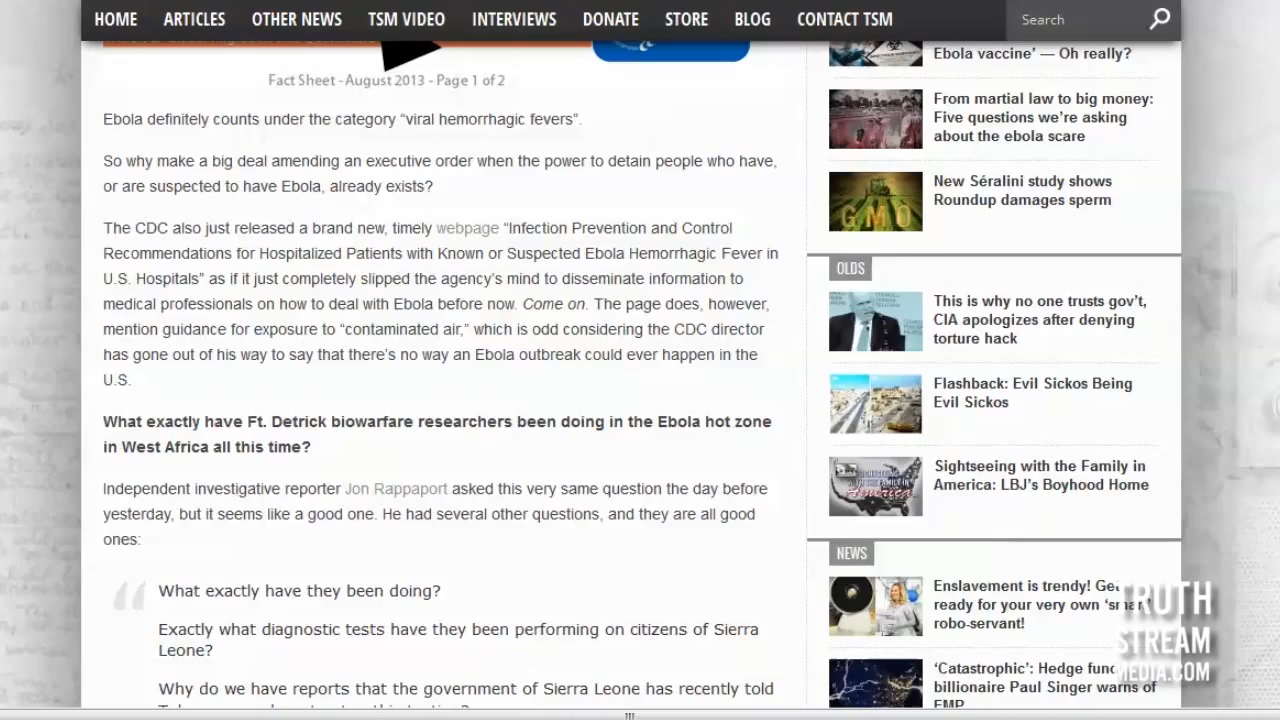 HOME ARTICLES OTHER NEWS TSM VIDEO INTERVIEWS DONATE STORE BLOG CONTACT TSM Search
Fact Sheet - August 2013 - Page 1 of 2
Ebola definitely counts under the category “viral hemorrhagic fevers”.
So why make a big deal amending an executive order when the power to detain people who have,
or are suspected to have Ebola, already exists?
The CDC also just released a brand new, timely webpage “Infection Prevention and Control
Recommendations for Hospitalized Patients with Known or Suspected Ebola Hemorrhagic Fever in
U.S. Hospitals” as if it just completely slipped the agency’s mind to disseminate information to
medical professionals on how to deal with Ebola before now. Come on. The page does, however,
mention guidance for exposure to “contaminated air,” which is odd considering the CDC director
has gone out of his way to say that there’s no way an Ebola outbreak could ever happen in the
U.S.
What exactly have Ft. Detrick biowarfare researchers been doing in the Ebola hot zone
in West Africa all this time?
Independent investigative reporter Jon Rappaport asked this very same question the day before
yesterday, but it seems like a good one. He had several other questions, and they are all good
ones:
What exactly have they been doing?
Exactly what diagnostic tests have they been performing on citizens of Sierra
Leone?
Why do we have reports that the government of Sierra Leone has recently told
Ebola vaccine’ — Oh really?
From martial law to big money:
Five questions we’re asking
about the ebola scare
GMO
New Séralini study shows
Roundup damages sperm
OLDS
This is why no one trusts gov’t,
CIA apologizes after denying
torture hack
Flashback: Evil Sickos Being
Evil Sickos
SIGHTSEEING
WITH THE FAMILY IN
America
Sightseeing with the Family in
America: LBJ’s Boyhood Home
NEWS
Enslavement is trendy! Get
ready for your very own ‘smart’
robo-servant!
‘Catastrophic’: Hedge fund
billionaire Paul Singer warns of
EMP
TRUTH
STREAM
MEDIA.COM